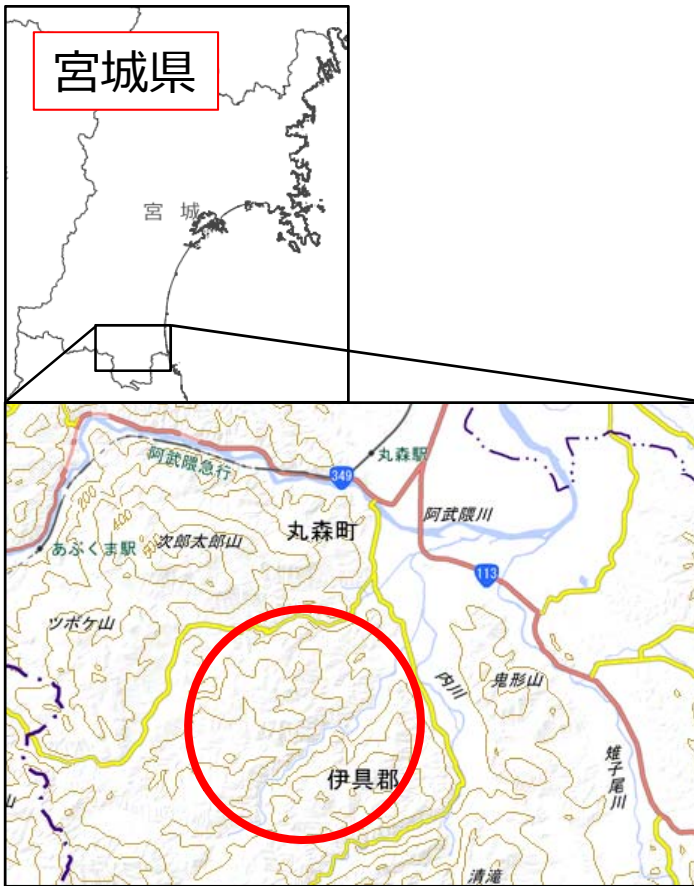 宮城県
宮 城
丸森駅
阿武隈急行
349
丸森町
阿武隈川
あぶくま駅
200
400
次郎太郎山
113
ツボケ山
内川
鬼形山
伊具郡
雉子尾川
山
清滝